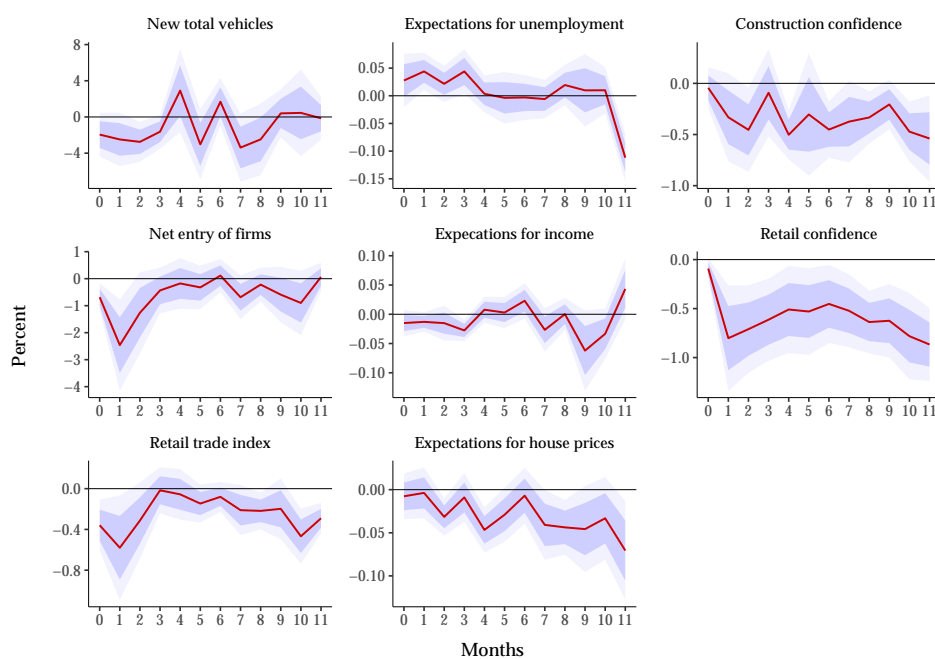 New total vehicles
Expectations for unemployment
Construction confidence
8
4
0
−4
0 1 2 3 4 5 6 7 8 9 10 11
0.05
0.00
−0.05
−0.10
−0.15
0 1 2 3 4 5 6 7 8 9 10 11
0.0
−0.5
−1.0
0 1 2 3 4 5 6 7 8 9 10 11
Net entry of firms
Expecations for income
Retail confidence
1
0
−1
−2
−3
−4
0 1 2 3 4 5 6 7 8 9 10 11
0.10
0.05
0.00
−0.05
−0.10
0 1 2 3 4 5 6 7 8 9 10 11
0.0
−0.5
−1.0
0 1 2 3 4 5 6 7 8 9 10 11
Percent
Retail trade index
Expectations for house prices
0.0
−0.4
−0.8
0 1 2 3 4 5 6 7 8 9 10 11
0.00
−0.05
−0.10
0 1 2 3 4 5 6 7 8 9 10 11
Months